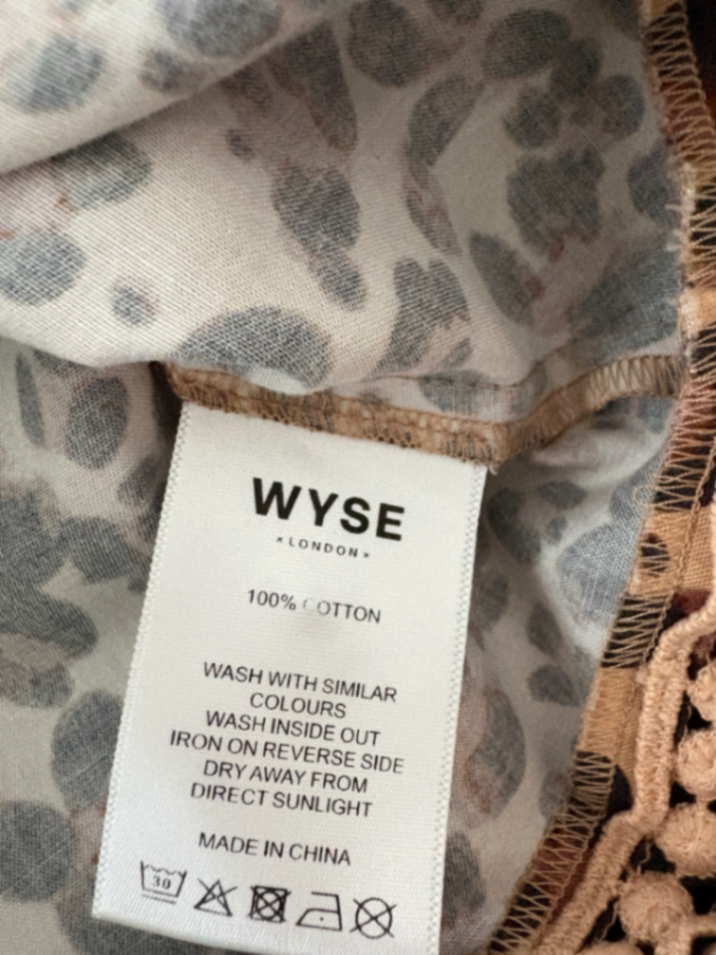 WYSE
×LONDON×
100% COTTON
WASH WITH SIMILAR
COLOURS
WASH INSIDE OUT
IRON ON REVERSE SIDE
DRY AWAY FROM
DIRECT SUNLIGHT
MADE IN CHINA
30